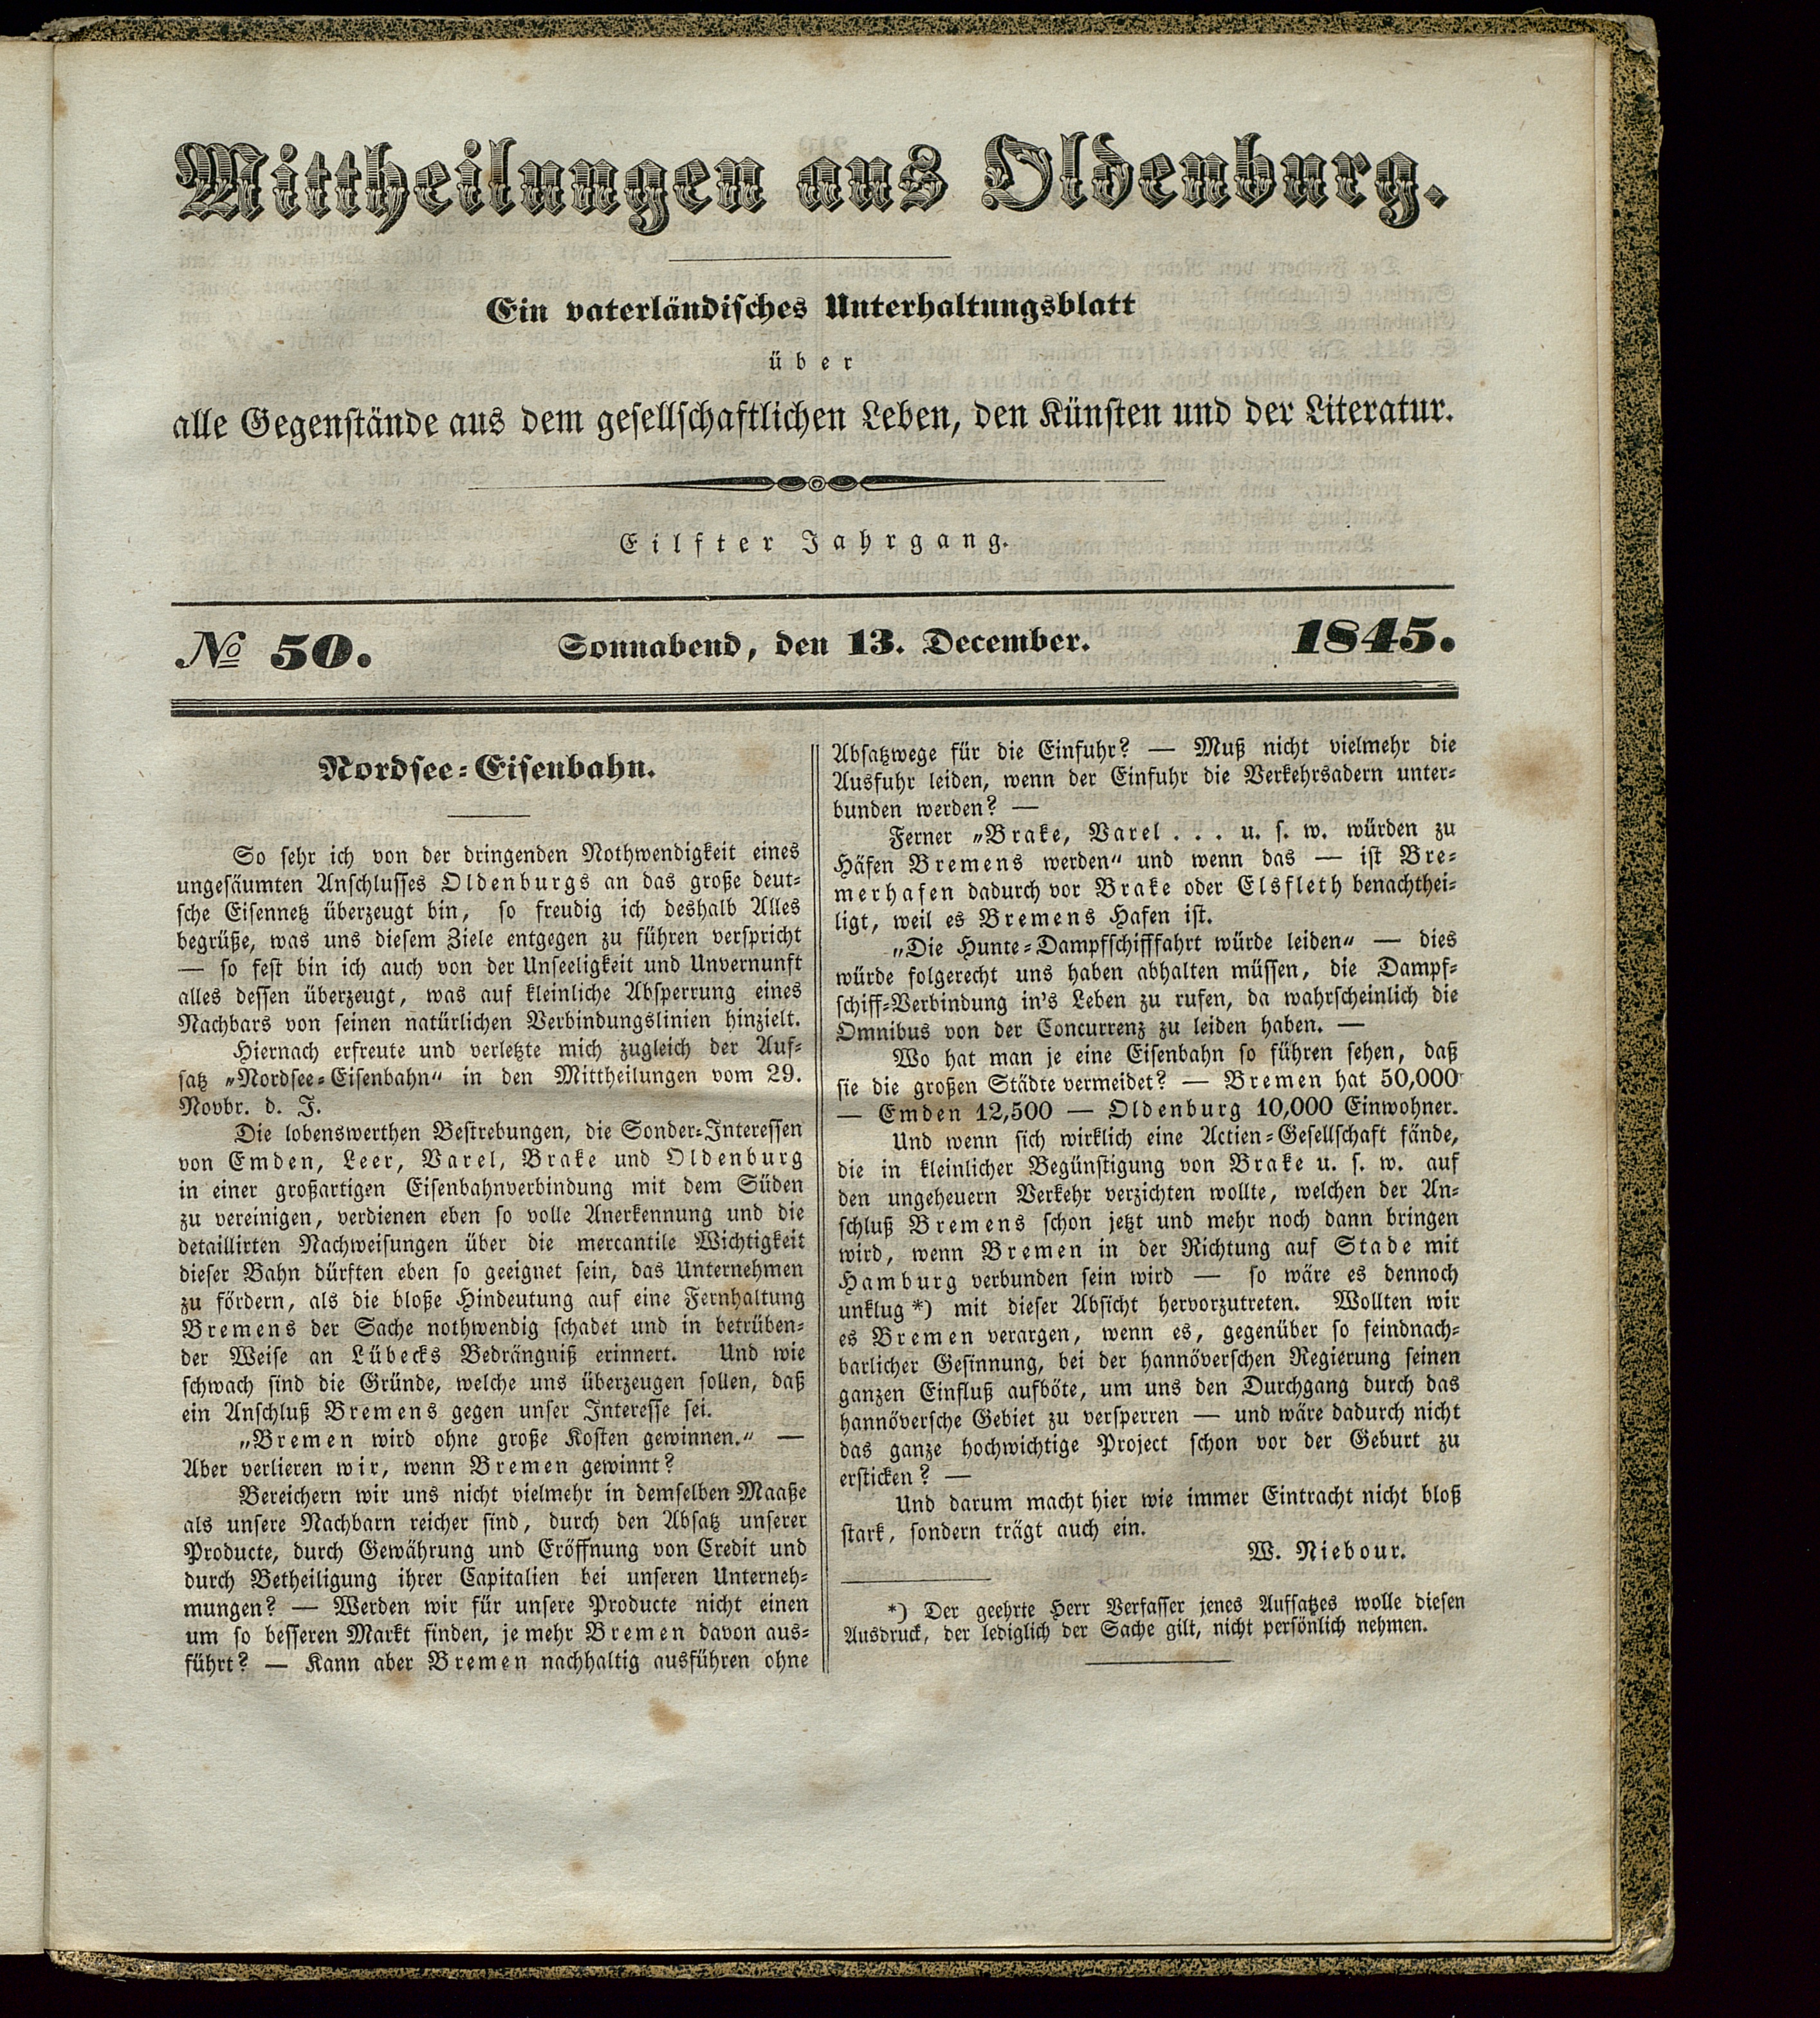 Mittheilungen aus Oldenburg.
Ein vaterländisches Unterhaltungsblatt
über
alle Gegenstände aus dem gesellschaftlichen Leben, den Künsten und der Literatur.
Eilfter Jahrgang.
№ 50. Sonnabend, den 13. December. 1845.
Nordsee-Eisenbahn.
So sehr ich von der dringenden Nothwendigkeit eines
ungesäumten Anschlusses Oldenburgs an das große deut-
sche Eisennetz überzeugt bin, so freudig ich deshalb Alles
begrüße, was uns diesem Ziele entgegen zu führen verspricht
— so fest bin ich auch von der Unseeligkeit und Unvernunft
alles dessen überzeugt, was auf kleinliche Absperrung eines
Nachbars von seinen natürlichen Verbindungslinien hinzielt.
Hiernach erfreute und verletzte mich zugleich der Auf-
satz „Nordsee-Eisenbahn“ in den Mittheilungen vom 29.
Novbr. d. J.
Die lobenswerthen Bestrebungen, die Sonder-Interessen
von Emden, Leer, Varel, Brake und Oldenburg
in einer großartigen Eisenbahnverbindung mit dem Süden
zu vereinigen, verdienen eben so volle Anerkennung und die
detaillirten Nachweisungen über die mercantile Wichtigkeit
dieser Bahn dürften eben so geeignet sein, das Unternehmen
zu fördern, als die bloße Hindeutung auf eine Fernhaltung
Bremens der Sache nothwendig schadet und in betrüben-
der Weise an Lübecks Bedrängniß erinnert. Und wie
schwach sind die Gründe, welche uns überzeugen sollen, daß
ein Anschluß Bremens gegen unser Interesse sei.
„Bremen wird ohne große Kosten gewinnen.“ —
Aber verlieren wir, wenn Bremen gewinnt?
Bereichern wir uns nicht vielmehr in demselben Maaße
als unsere Nachbarn reicher sind, durch den Absatz unserer
Producte, durch Gewährung und Eröffnung von Credit und
durch Betheiligung ihrer Capitalien bei unseren Unterneh-
mungen? — Werden wir für unsere Producte nicht einen
um so besseren Markt finden, je mehr Bremen davon aus-
führt? — Kann aber Bremen nachhaltig ausführen ohne
Absatzwege für die Einfuhr? — Muß nicht vielmehr die
Ausfuhr leiden, wenn der Einfuhr die Verkehrsadern unter-
bunden werden? —
Ferner „Brake, Varel . . . u. s. w. würden zu
Häfen Bremens werden“ und wenn das — ist Bre-
merhafen dadurch vor Brake oder Elsfleth benachthei-
ligt, weil es Bremens Hafen ist.
„Die Hunte-Dampfschifffahrt würde leiden“ — dies
würde folgerecht uns haben abhalten müssen, die Dampf-
schiff-Verbindung in's Leben zu rufen, da wahrscheinlich die
Omnibus von der Concurrenz zu leiden haben. —
Wo hat man je eine Eisenbahn so führen sehen, daß
sie die großen Städte vermeidet? — Bremen hat 50,000
— Emden 12,500 — Oldenburg 10,000 Einwohner.
Und wenn sich wirklich eine Actien-Gesellschaft fände,
die in kleinlicher Begünstigung von Brake u. s. w. auf
den ungeheuern Verkehr verzichten wollte, welchen der An-
schluß Bremens schon jetzt und mehr noch dann bringen
wird, wenn Bremen in der Richtung auf Stade mit
Hamburg verbunden sein wird — so wäre es dennoch
unklug *) mit dieser Absicht hervorzutreten. Wollten wir
es Bremen verargen, wenn es, gegenüber so feindnach-
barlicher Gesinnung, bei der hannöverschen Regierung seinen
ganzen Einfluß aufböte, um uns den Durchgang durch das
hannöversche Gebiet zu versperren — und wäre dadurch nicht
das ganze hochwichtige Project schon vor der Geburt zu
ersticken? —
Und darum macht hier wie immer Eintracht nicht bloß
stark, sondern trägt auch ein.
W. Niebour.
*) Der geehrte Herr Verfasser jenes Aufsatzes wolle diesen
Ausdruck, der lediglich der Sache gilt, nicht persönlich nehmen.